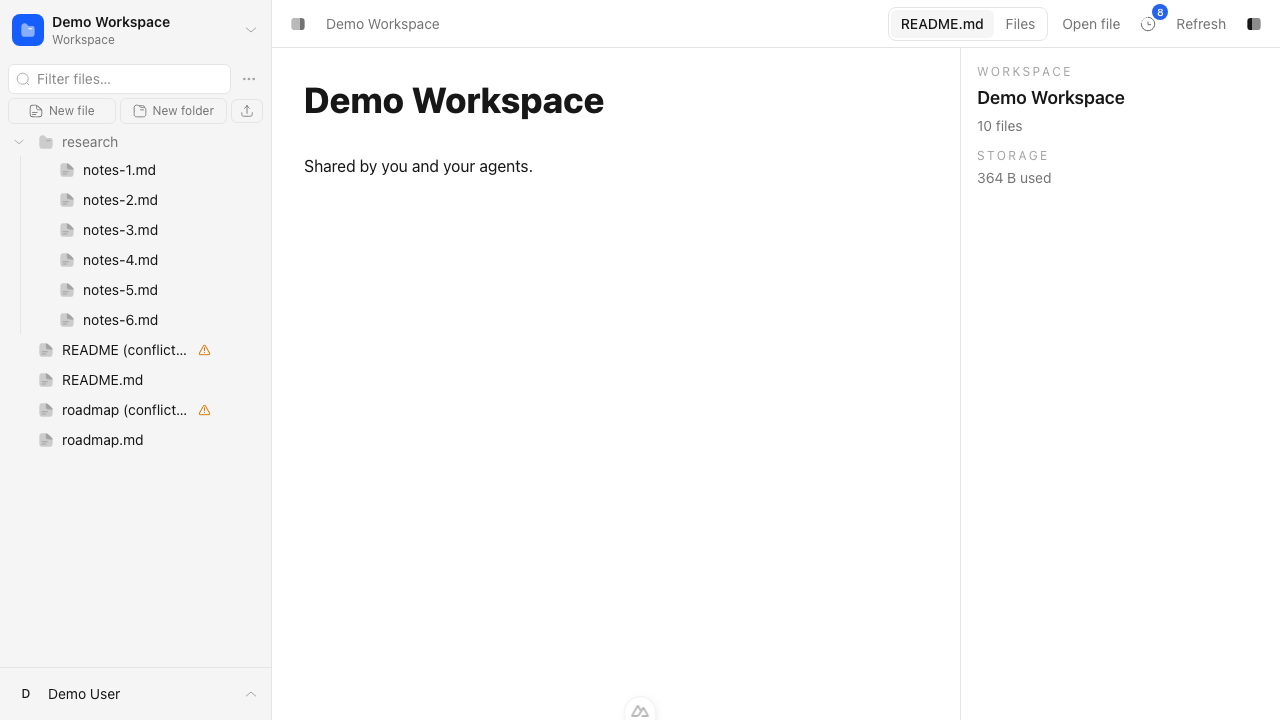 Demo Workspace
Workspace
Filter files...
New file
New folder
research
notes-1.md
notes-2.md
notes-3.md
notes-4.md
notes-5.md
notes-6.md
README (conflict...
README.md
roadmap (conflict...
roadmap.md
D
Demo User
Demo Workspace
README.md
Files
Open file
8
Refresh
Demo Workspace
Shared by you and your agents.
WORKSPACE
Demo Workspace
10 files
STORAGE
364 B used